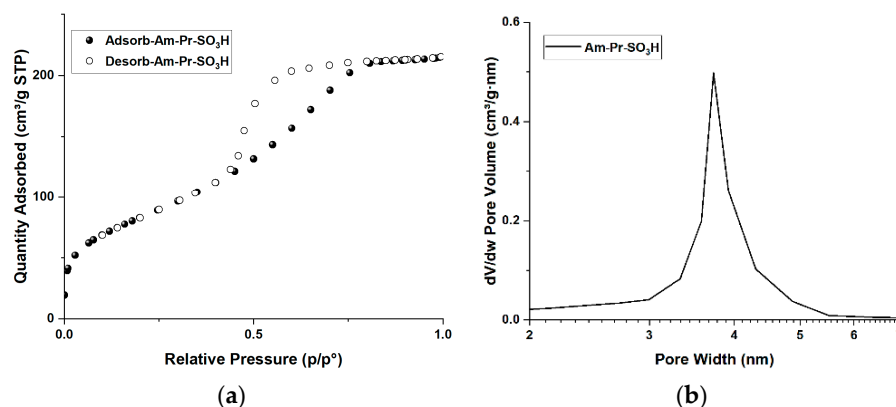 Adsorb-Am-Pr-SO₃H
Desorb-Am-Pr-SO₃H
Quantity Adsorbed (cm³/g STP)
200
100
0
0.0
0.5
1.0
Relative Pressure (p/p°)
(a)
Am-Pr-SO₃H
dV/dw Pore Volume (cm³/g·nm)
0.6
0.4
0.2
0.0
2
3
4
5
6
Pore Width (nm)
(b)